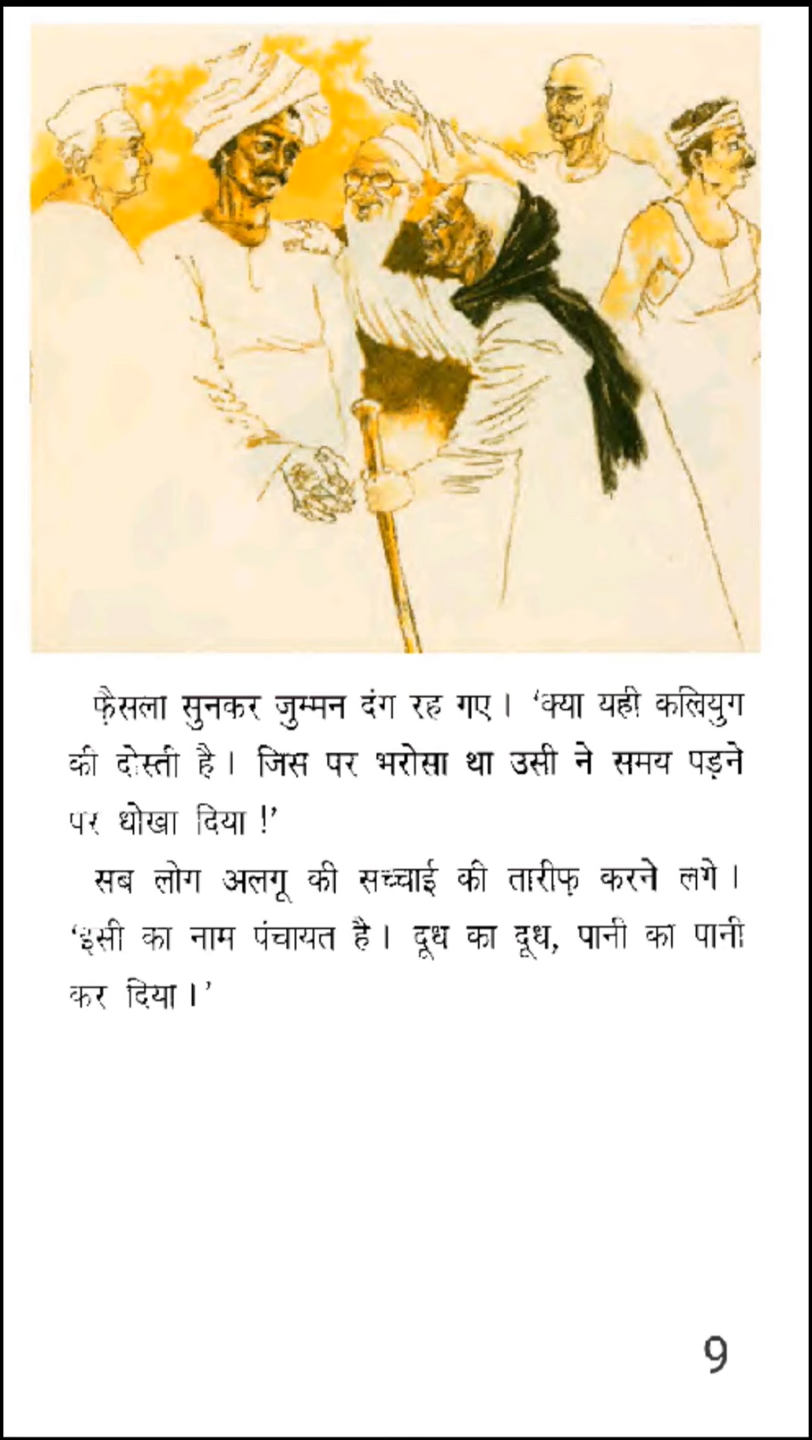 फ़ैसला सुनकर जुम्मन दंग रह गए। ‘क्या यही कलियुग
की दोस्ती है। जिस पर भरोसा था उसी ने समय पड़ने
पर धोखा दिया !’
सब लोग अलगू की सच्चाई की तारीफ़ करने लगे।
‘इसी का नाम पंचायत है। दूध का दूध, पानी का पानी
कर दिया।’
9